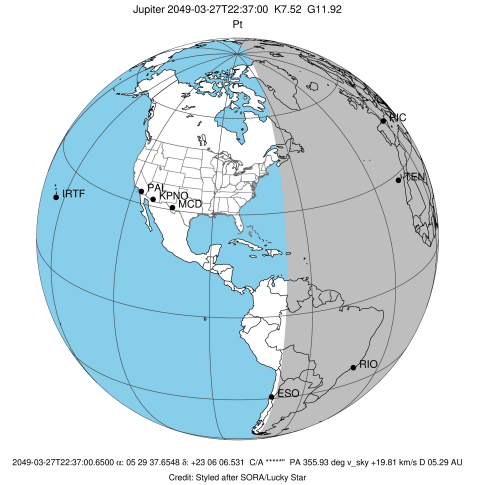 Jupiter 2049-03-27T22:37:00 K7.52 G11.92
Pt
PIC
TEN
IRTF
PAL
KPNO
MCD
RIO
ESO
2049-03-27T22:37:00.6500 α: 05 29 37.6548 δ: +23 06 06.531 C/A *****" PA 355.93 deg v_sky +19.81 km/s D 05.29 AU
Credit: Styled after SORA/Lucky Star